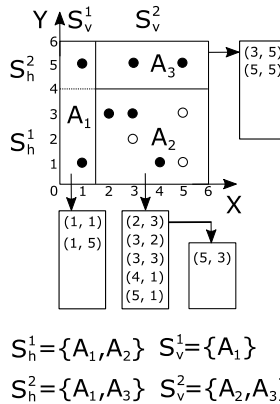 Y S_v^1 S_v^2
6
S_h^2 5 A_3 (3, 5)
(5, 5)
4
3 A_1
S_h^1 2 A_2
1
0 1 2 3 4 5 6 X
(1, 1) (2, 3)
(1, 5) (3, 2) (5, 3)
(3, 3)
(4, 1)
(5, 1)
S_h^1={A_1,A_2} S_v^1={A_1}
S_h^2={A_1,A_3} S_v^2={A_2,A_3